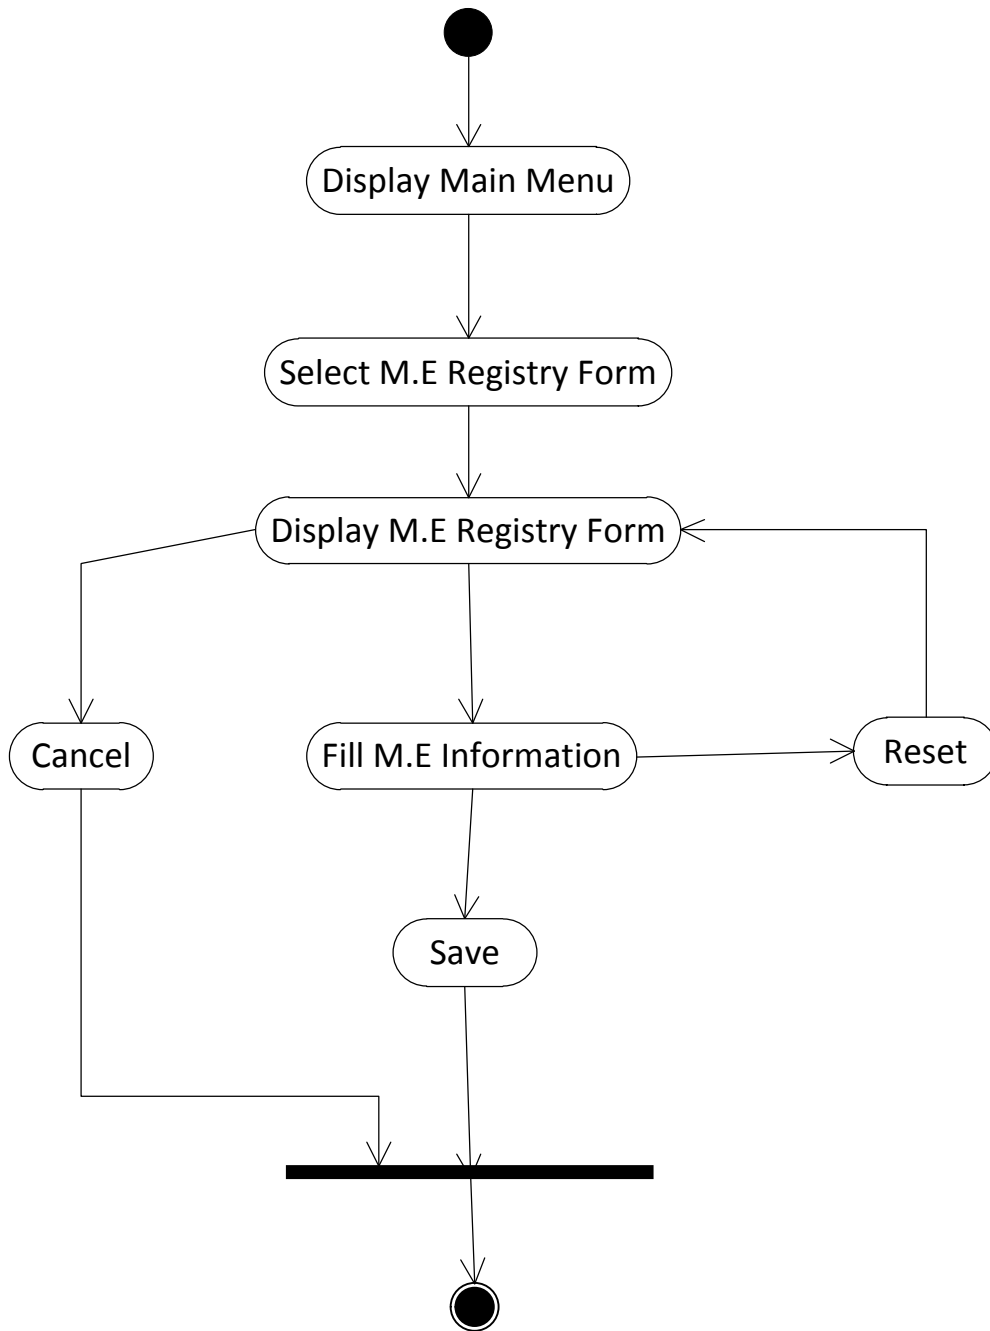 Display Main Menu
Select M.E Registry Form
Display M.E Registry Form
Cancel
Fill M.E Information
Reset
Save